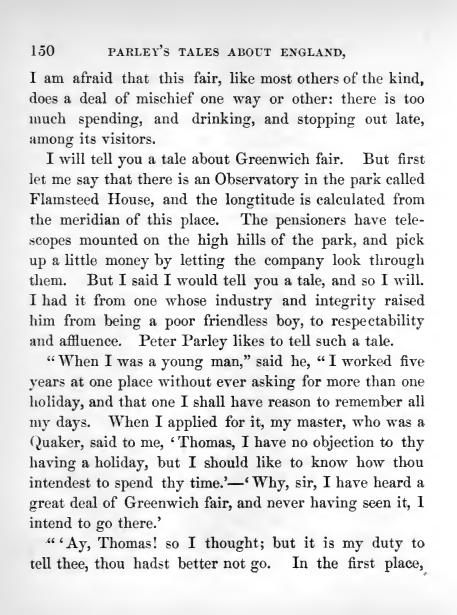 150 PARLEY'S TALES ABOUT ENGLAND,
I am afraid that this fair, like most others of the kind,
does a deal of mischief one way or other: there is too
much spending, and drinking, and stopping out late,
among its visitors.
I will tell you a tale about Greenwich fair. But first
let me say that there is an Observatory in the park called
Flamsteed House, and the longtitude is calculated from
the meridian of this place. The pensioners have tele-
scopes mounted on the high hills of the park, and pick
up a little money by letting the company look through
them. But I said I would tell you a tale, and so I will.
I had it from one whose industry and integrity raised
him from being a poor friendless boy, to respectability
and affluence. Peter Parley likes to tell such a tale.
“When I was a young man,” said he, “I worked five
years at one place without ever asking for more than one
holiday, and that one I shall have reason to remember all
my days. When I applied for it, my master, who was a
Quaker, said to me, ‘Thomas, I have no objection to thy
having a holiday, but I should like to know how thou
intendest to spend thy time.’—‘Why, sir, I have heard a
great deal of Greenwich fair, and never having seen it, I
intend to go there.’
“‘Ay, Thomas! so I thought; but it is my duty to
tell thee, thou hadst better not go. In the first place,